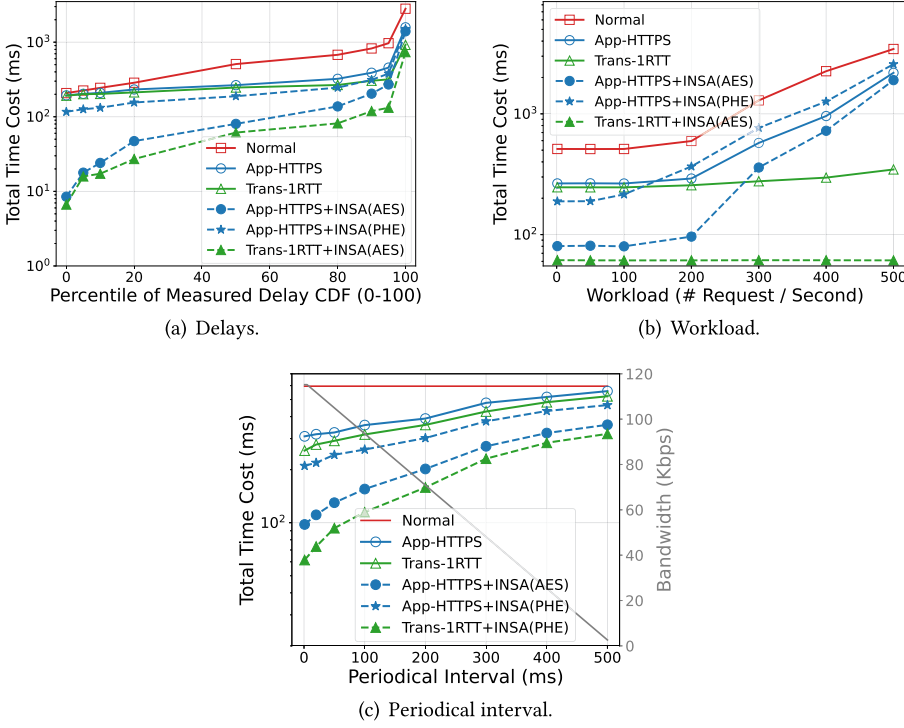 Total Time Cost (ms)
10³
10²
10¹
10⁰
Normal
App-HTTPS
Trans-1RTT
App-HTTPS+INSA(AES)
App-HTTPS+INSA(PHE)
Trans-1RTT+INSA(AES)
0 20 40 60 80 100
Percentile of Measured Delay CDF (0-100)
(a) Delays.
Total Time Cost (ms)
10³
10²
Normal
App-HTTPS
Trans-1RTT
App-HTTPS+INSA(AES)
App-HTTPS+INSA(PHE)
Trans-1RTT+INSA(AES)
0 100 200 300 400 500
Workload (# Request / Second)
(b) Workload.
Total Time Cost (ms)
10²
Normal
App-HTTPS
Trans-1RTT
App-HTTPS+INSA(AES)
App-HTTPS+INSA(PHE)
Trans-1RTT+INSA(PHE)
120
100
80
60
40
20
0
Bandwidth (Kbps)
0 100 200 300 400 500
Periodical Interval (ms)
(c) Periodical interval.